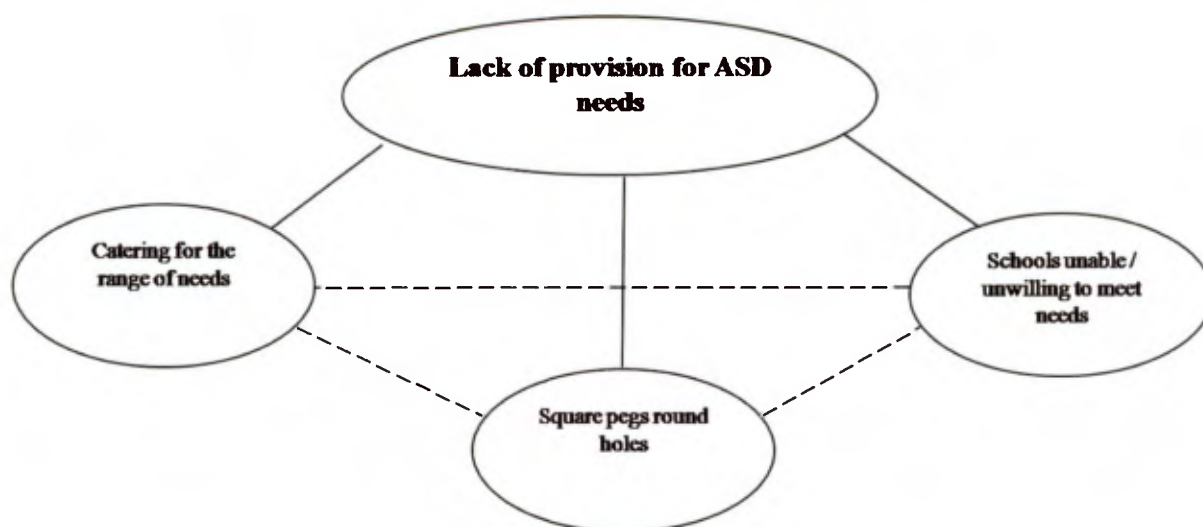 Lack of provision for ASD
needs
Catering for the
range of needs
Schools unable /
unwilling to meet
needs
Square pegs round
holes